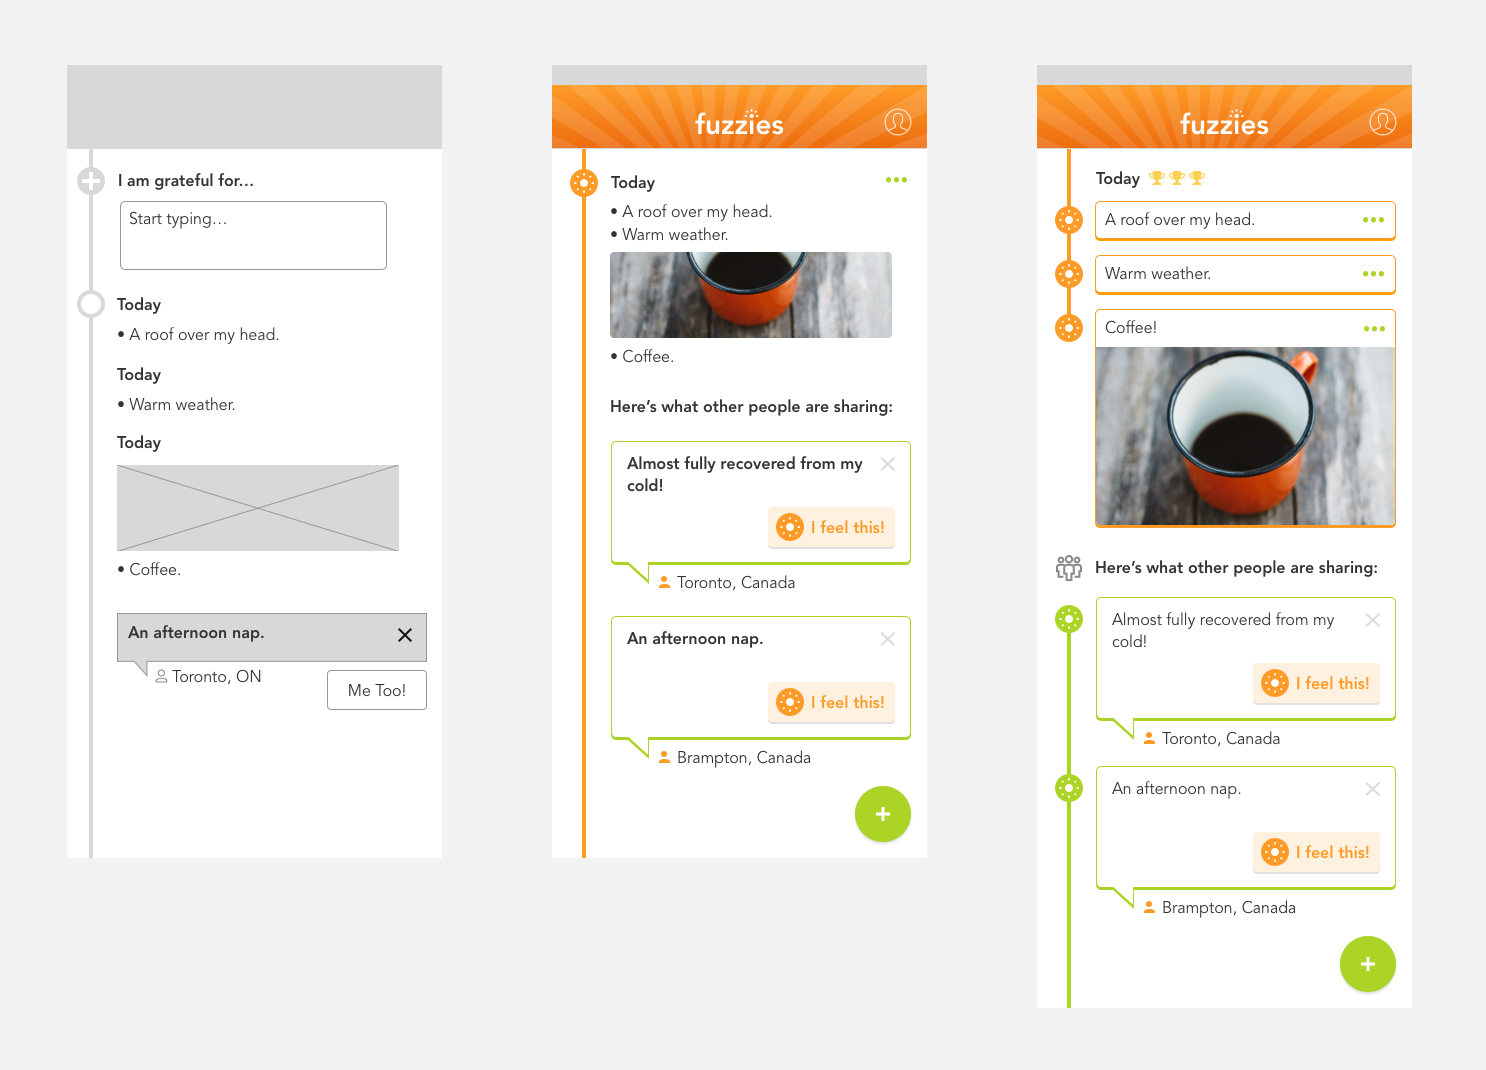 I am grateful for...
Start typing...
Today
• A roof over my head.
Today
• Warm weather.
Today
• Coffee.
An afternoon nap.
Toronto, ON
Me Too!
fuzzies
Today
• A roof over my head.
• Warm weather.
• Coffee.
Here's what other people are sharing:
Almost fully recovered from my
cold!
I feel this!
Toronto, Canada
An afternoon nap.
I feel this!
Brampton, Canada
fuzzies
Today
A roof over my head.
Warm weather.
Coffee!
Here's what other people are sharing:
Almost fully recovered from my
cold!
I feel this!
Toronto, Canada
An afternoon nap.
I feel this!
Brampton, Canada